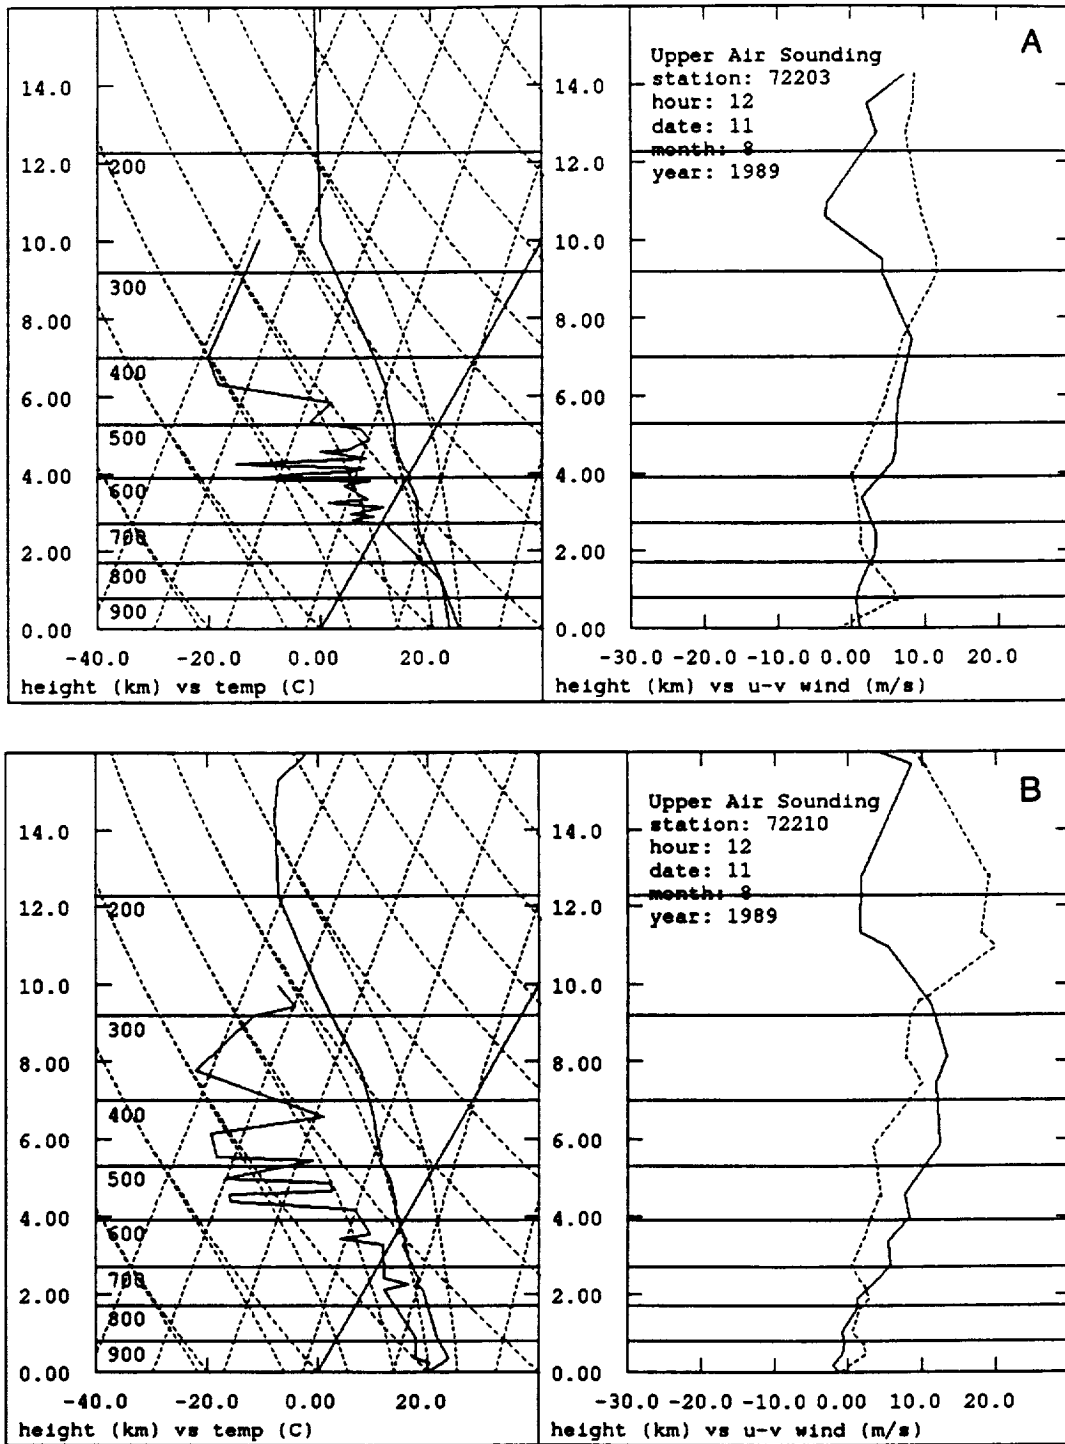 A
Upper Air Sounding
station: 72203
hour: 12
date: 11
month: 8
year: 1989
14.0
12.0
10.0
8.00
6.00
4.00
2.00
0.00
200
300
400
500
600
700
800
900
-40.0 -20.0 0.00 20.0
height (km) vs temp (C)
14.0
12.0
10.0
8.00
6.00
4.00
2.00
0.00
-30.0 -20.0 -10.0 0.00 10.0 20.0
height (km) vs u-v wind (m/s)
B
Upper Air Sounding
station: 72210
hour: 12
date: 11
month: 8
year: 1989
14.0
12.0
10.0
8.00
6.00
4.00
2.00
0.00
200
300
400
500
600
700
800
900
-40.0 -20.0 0.00 20.0
height (km) vs temp (C)
14.0
12.0
10.0
8.00
6.00
4.00
2.00
0.00
-30.0 -20.0 -10.0 0.00 10.0 20.0
height (km) vs u-v wind (m/s)